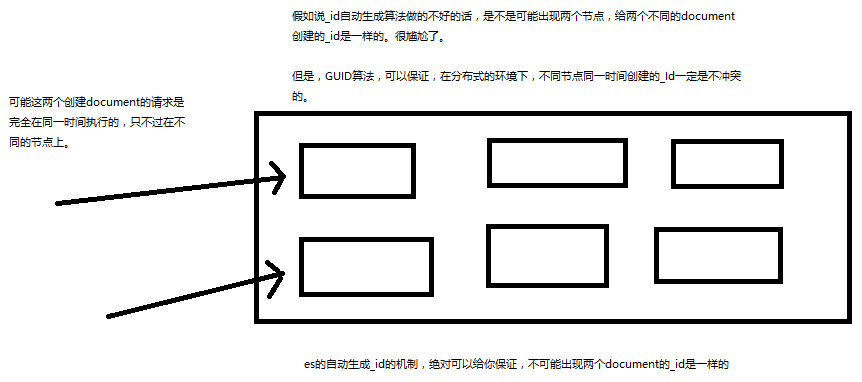 假如说_id自动生成算法做的不好的话，是不是可能出现两个节点，给两个不同的document
创建的_id是一样的。很尴尬了。
但是，GUID算法，可以保证，在分布式的环境下，不同节点同一时间创建的_Id一定是不冲突
的。
可能这两个创建document的请求是
完全在同一时间执行的，只不过在不
同的节点上。
es的自动生成_id的机制，绝对可以给你保证，不可能出现两个document的_id是一样的